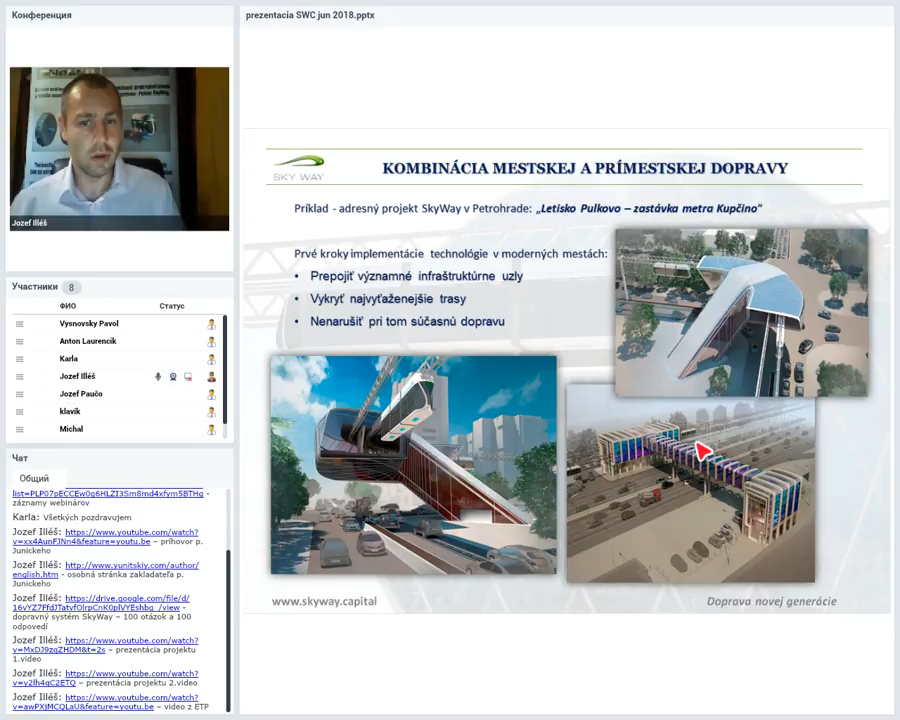 Конференция
Jozef Illéš
Участники 8
ФИО Статус
Vysnovsky Pavol
Anton Laurencik
Karla
Jozef Illéš
Jozef Paučo
klavík
Michal
Чат
Общий
list=PLP07pECCEw0g6HLZI3Sm8md4xfym5BTHg -
záznamy webinárov
Karla: Všetkých pozdravujem
Jozef Illéš: https://www.youtube.com/watch?
v=xx4AunFJNn4&feature=youtu.be – príhovor p.
Junickeho
Jozef Illéš: http://www.yunitskiy.com/author/
english.htm - osobná stránka zakladateľa p.
Junickeho
Jozef Illéš: https://drive.google.com/file/d/
16vYZ7FfdJTatvfOlrpCnK0plVYEshbg_/view -
dopravný systém SkyWay – 100 otázok a 100
odpovedí
Jozef Illéš: https://www.youtube.com/watch?
v=MxDJ9zqZHDM&t=2s – prezentácia projektu
1.video
Jozef Illéš: https://www.youtube.com/watch?
v=y2lh4qC2ETQ – prezentácia projektu 2.video
Jozef Illéš: https://www.youtube.com/watch?
v=awPXjMCQLaU&feature=youtu.be – video z ETP
prezentacia SWC jun 2018.pptx
SKY WAY
KOMBINÁCIA MESTSKEJ A PRÍMESTSKEJ DOPRAVY
Príklad - adresný projekt SkyWay v Petrohrade: „Letisko Pulkovo – zastávka metra Kupčino“
Prvé kroky implementácie technológie v moderných mestách:
• Prepojiť významné infraštruktúrne uzly
• Vykryť najvyťaženejšie trasy
• Nenarušiť pri tom súčasnú dopravu
www.skyway.capital
Doprava novej generácie